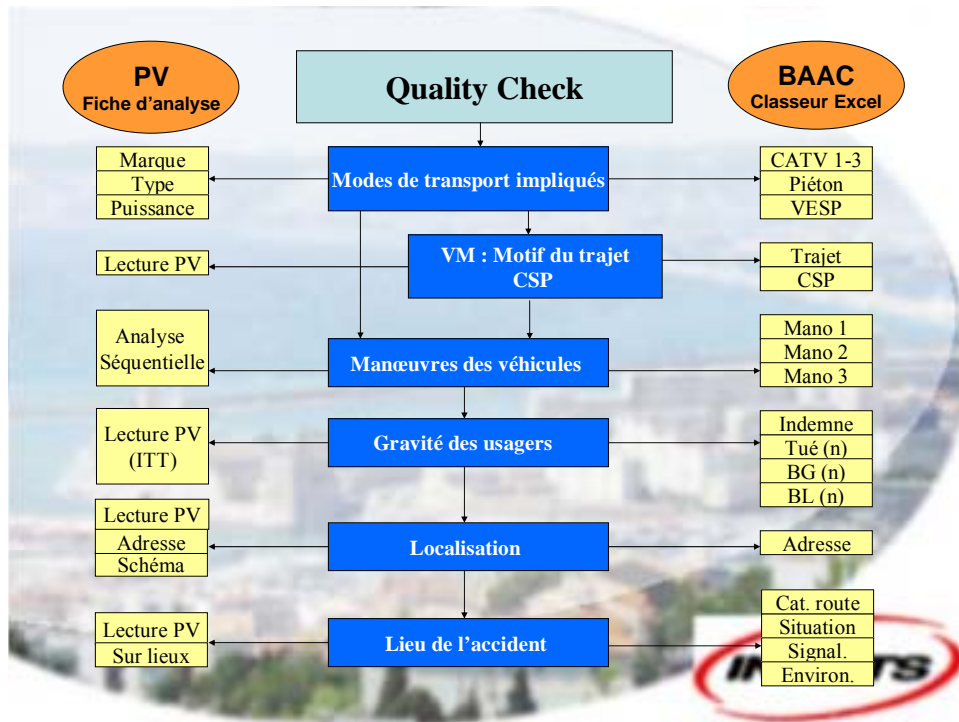 PV
Fiche d'analyse
Quality Check
BAAC
Classeur Excel
Marque
Type
Puissance
Modes de transport impliqués
CATV 1-3
Piéton
VESP
Lecture PV
VM : Motif du trajet
CSP
Trajet
CSP
Analyse
Séquentielle
Manœuvres des véhicules
Mano 1
Mano 2
Mano 3
Lecture PV
(ITT)
Gravité des usagers
Indemne
Tué (n)
BG (n)
BL (n)
Lecture PV
Adresse
Schéma
Localisation
Adresse
Lecture PV
Sur lieux
Lieu de l'accident
Cat. route
Situation
Signal.
Environ.